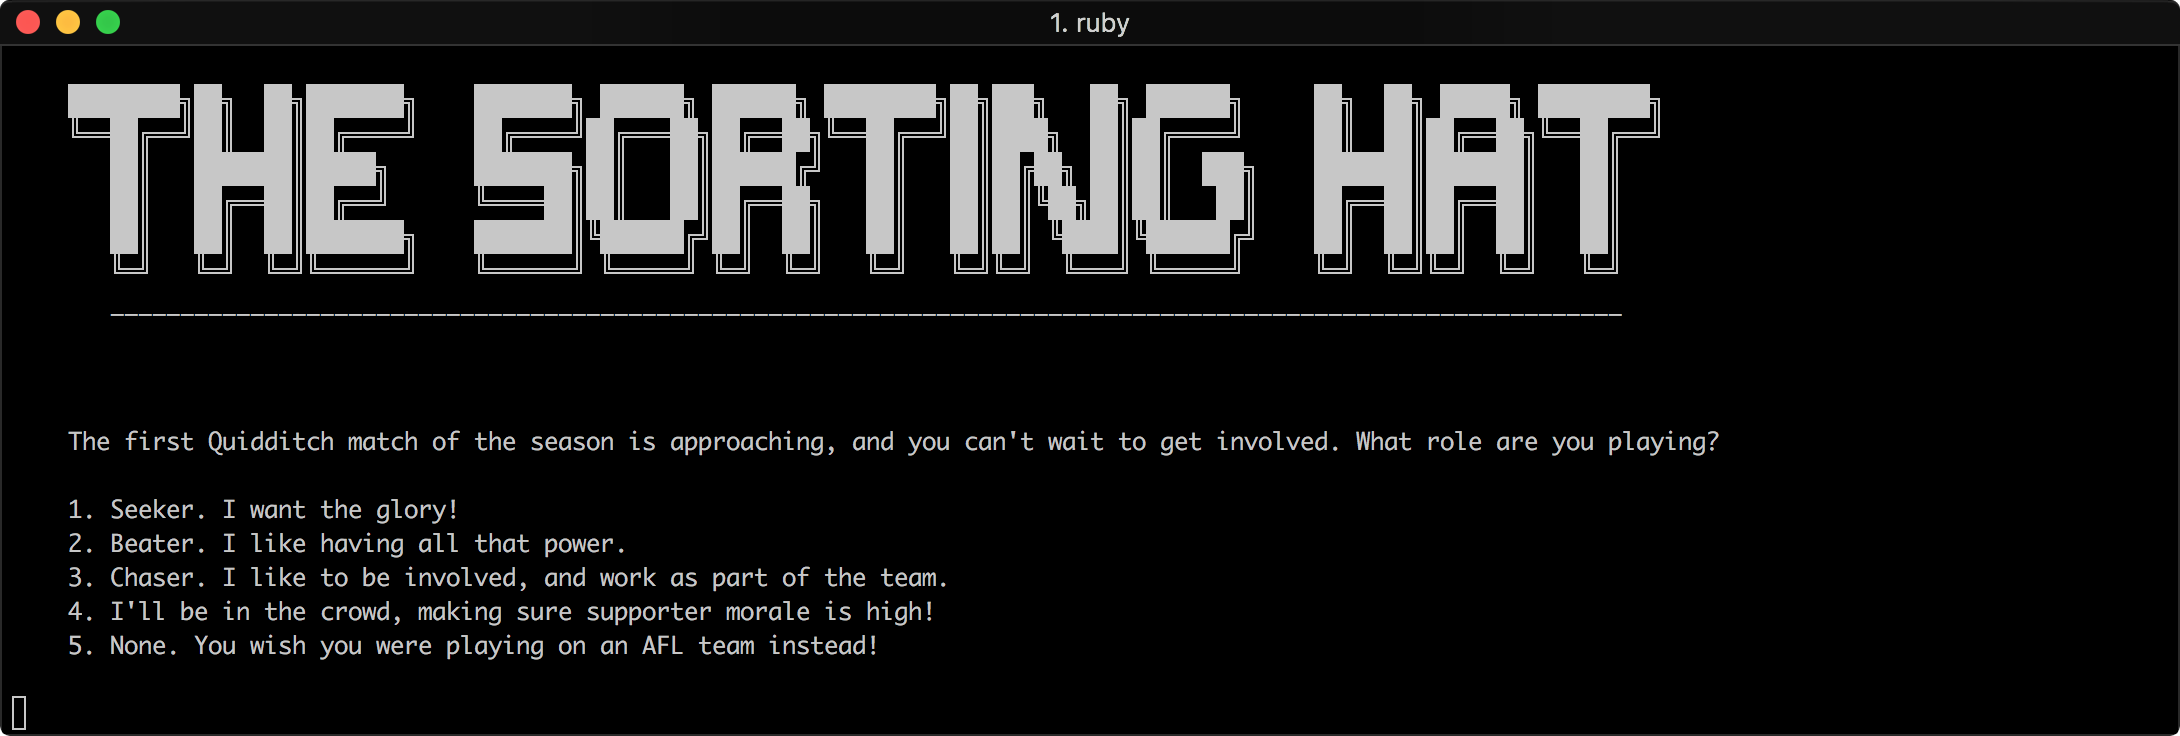 1. ruby
THE SORTING HAT
The first Quidditch match of the season is approaching, and you can't wait to get involved. What role are you playing?
1. Seeker. I want the glory!
2. Beater. I like having all that power.
3. Chaser. I like to be involved, and work as part of the team.
4. I'll be in the crowd, making sure supporter morale is high!
5. None. You wish you were playing on an AFL team instead!